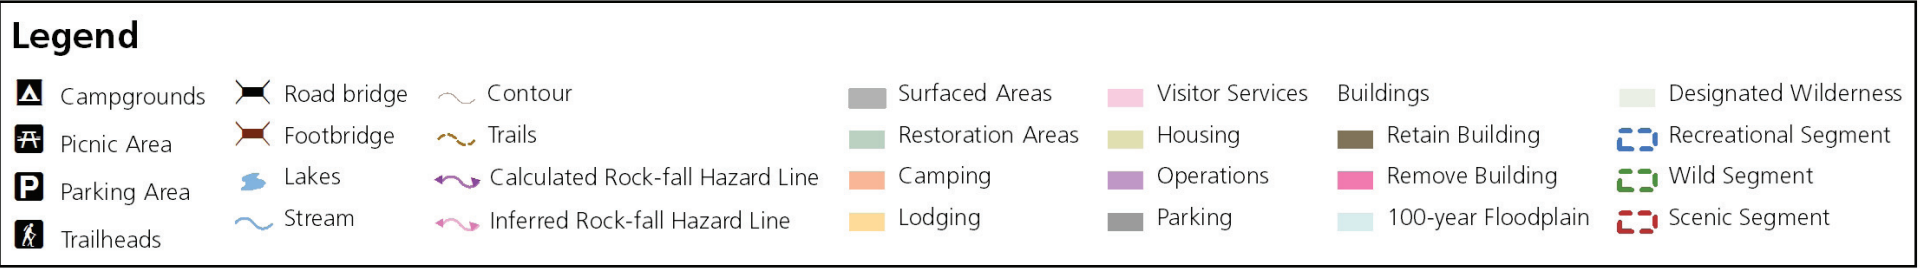 Legend
Campgrounds
Picnic Area
P
Parking Area
Trailheads
Road bridge
Footbridge
Lakes
Stream
Contour
Trails
Calculated Rock-fall Hazard Line
Inferred Rock-fall Hazard Line
Surfaced Areas
Restoration Areas
Camping
Lodging
Visitor Services
Housing
Operations
Parking
Buildings
Retain Building
Remove Building
100-year Floodplain
Designated Wilderness
Recreational Segment
Wild Segment
Scenic Segment